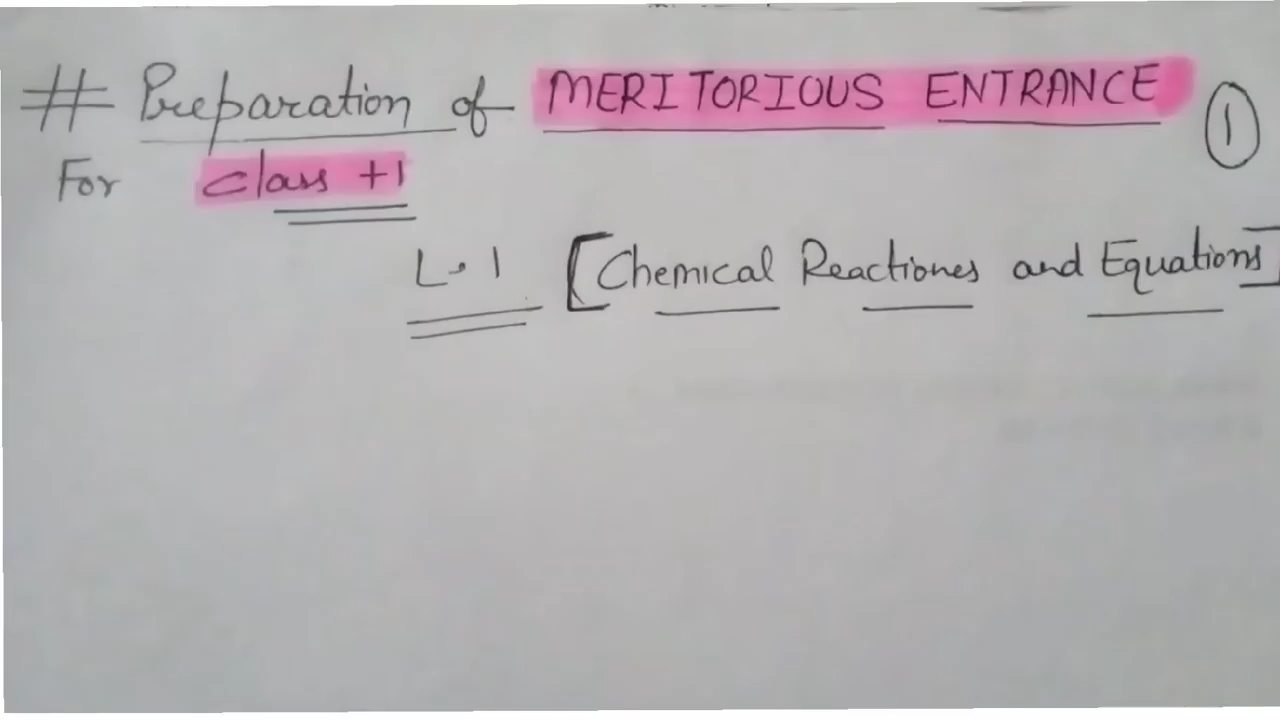 # Preparation of MERITORIOUS ENTRANCE ①
For class +1
L.1 [Chemical Reactiones and Equations]